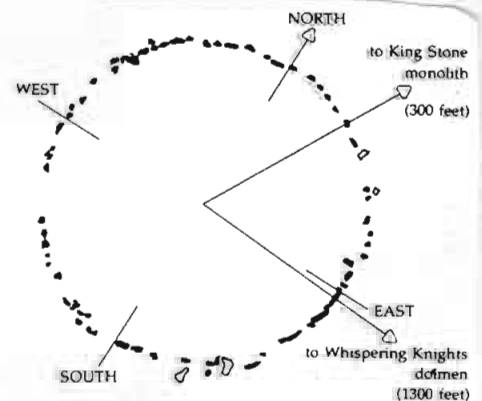 NORTH
to King Stone
monolith
(300 feet)
WEST
EAST
to Whispering Knights
dolmen
(1300 feet)
SOUTH